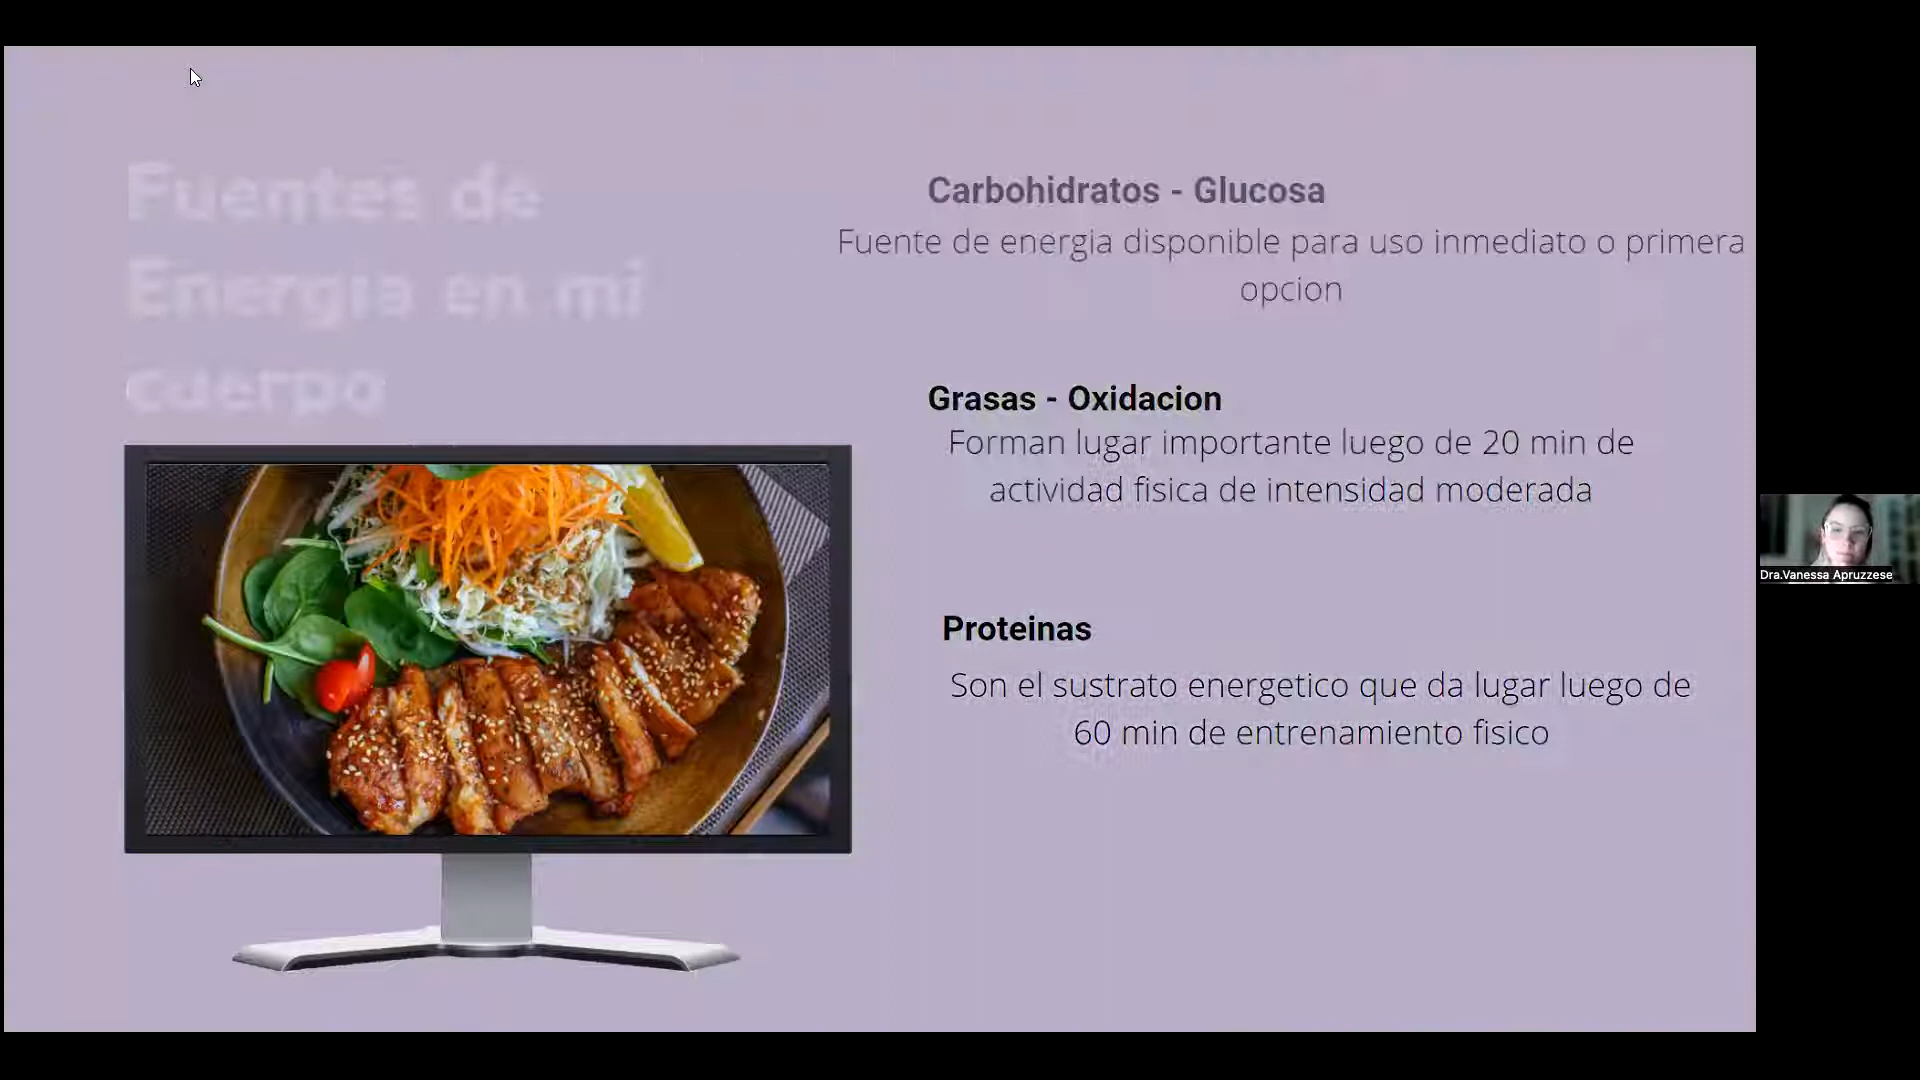 Fuentes de
Energia en mi
cuerpo
Carbohidratos - Glucosa
Fuente de energia disponible para uso inmediato o primera
opcion
Grasas - Oxidacion
Forman lugar importante luego de 20 min de
actividad fisica de intensidad moderada
Proteinas
Son el sustrato energetico que da lugar luego de
60 min de entrenamiento fisico
Dra.Vanessa Apruzzese